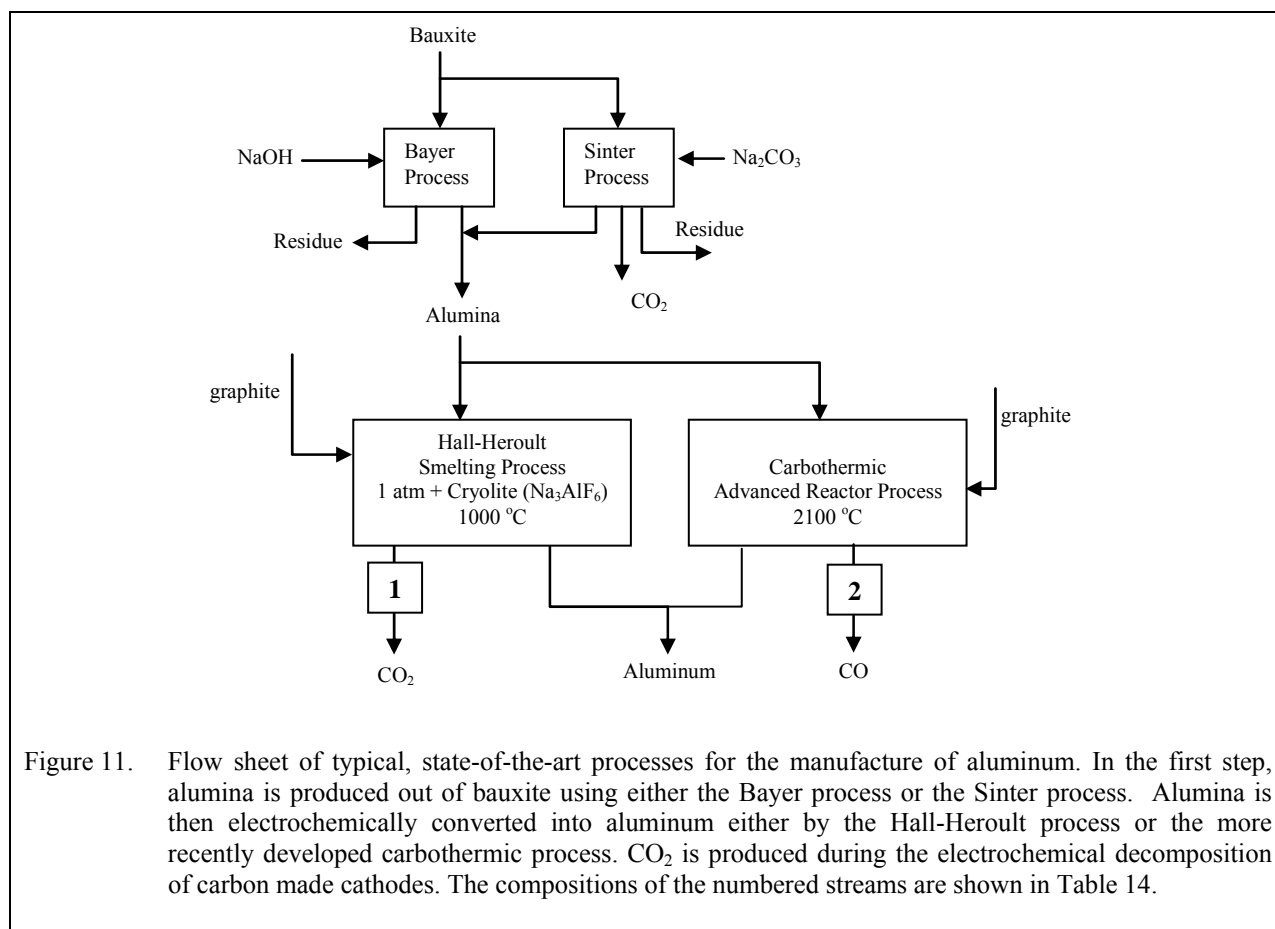 Bauxite
NaOH
Bayer
Process
Sinter
Process
Na₂CO₃
Residue
Residue
CO₂
Alumina
graphite
graphite
Hall-Heroult
Smelting Process
1 atm + Cryolite (Na₃AlF₆)
1000 °C
Carbothermic
Advanced Reactor Process
2100 °C
1
2
CO₂
Aluminum
CO
Figure 11. Flow sheet of typical, state-of-the-art processes for the manufacture of aluminum. In the first step,
alumina is produced out of bauxite using either the Bayer process or the Sinter process. Alumina is
then electrochemically converted into aluminum either by the Hall-Heroult process or the more
recently developed carbothermic process. CO₂ is produced during the electrochemical decomposition
of carbon made cathodes. The compositions of the numbered streams are shown in Table 14.